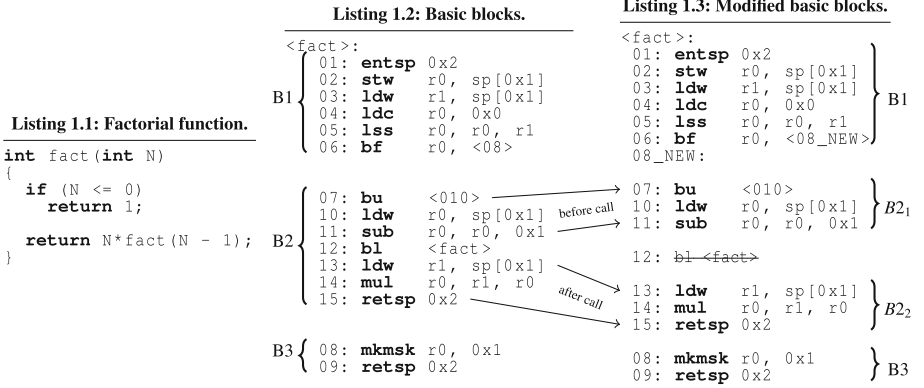 Listing 1.1: Factorial function.
int fact(int N)
{
if (N <= 0)
return 1;
return N*fact(N - 1);
}
Listing 1.2: Basic blocks.
<fact>:
B1
01: entsp 0x2
02: stw r0, sp[0x1]
03: ldw r1, sp[0x1]
04: ldc r0, 0x0
05: lss r0, r0, r1
06: bf r0, <08>
B2
07: bu <010>
10: ldw r0, sp[0x1]
11: sub r0, r0, 0x1
12: bl <fact>
13: ldw r1, sp[0x1]
14: mul r0, r1, r0
15: retsp 0x2
B3
08: mkmsk r0, 0x1
09: retsp 0x2
before call
after call
Listing 1.3: Modified basic blocks.
<fact>:
01: entsp 0x2
02: stw r0, sp[0x1]
03: ldw r1, sp[0x1]
04: ldc r0, 0x0
05: lss r0, r0, r1
06: bf r0, <08_NEW>
B1
08_NEW:
07: bu <010>
10: ldw r0, sp[0x1]
11: sub r0, r0, 0x1
B2₁
12: bl <fact>
13: ldw r1, sp[0x1]
14: mul r0, r1, r0
15: retsp 0x2
B2₂
08: mkmsk r0, 0x1
09: retsp 0x2
B3